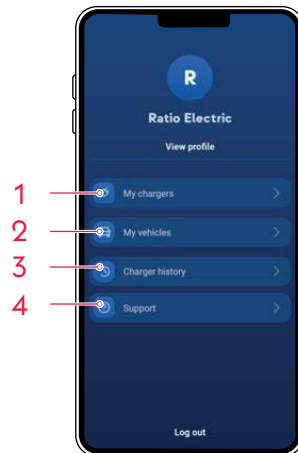 R
Ratio Electric
View profile
1 My chargers
2 My vehicles
3 Charger history
4 Support
Log out